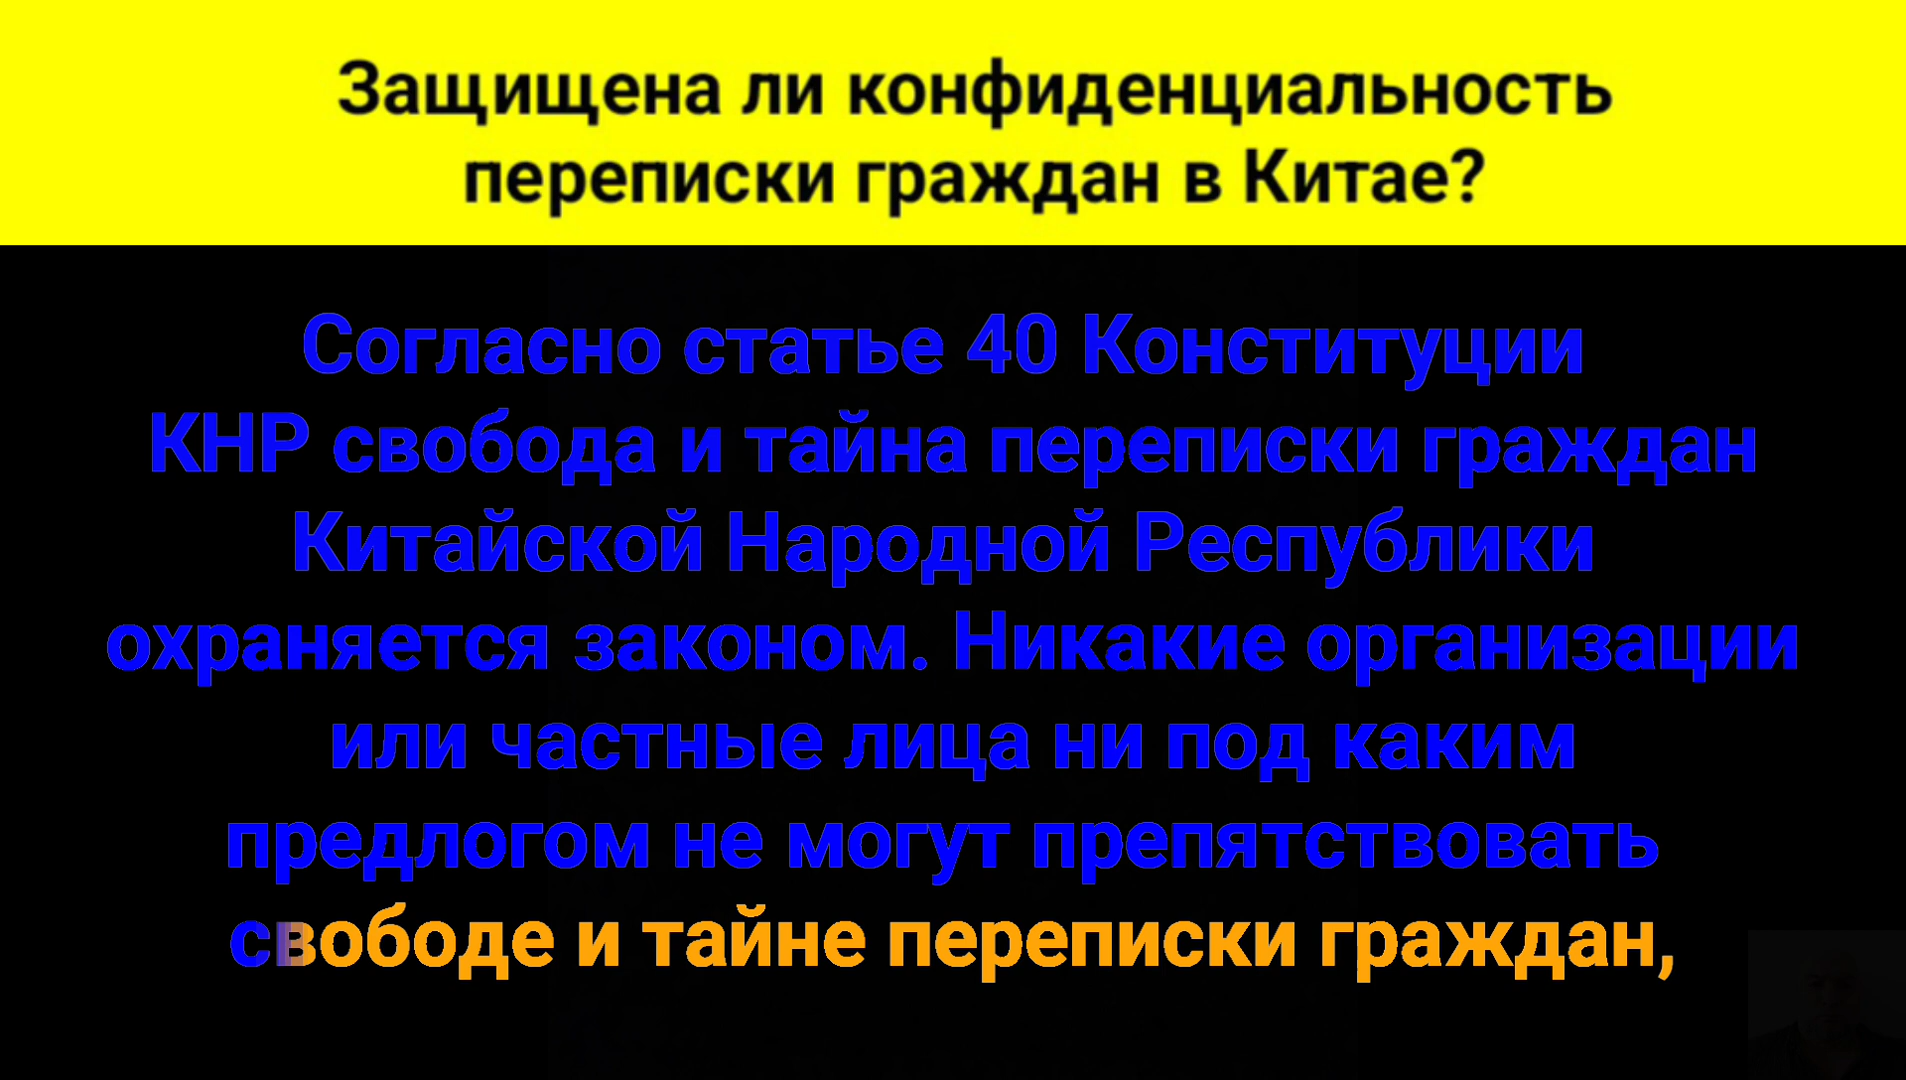 Защищена ли конфиденциальность
переписки граждан в Китае?
Согласно статье 40 Конституции
КНР свобода и тайна переписки граждан
Китайской Народной Республики
охраняется законом. Никакие организации
или частные лица ни под каким
предлогом не могут препятствовать
свободе и тайне переписки граждан,